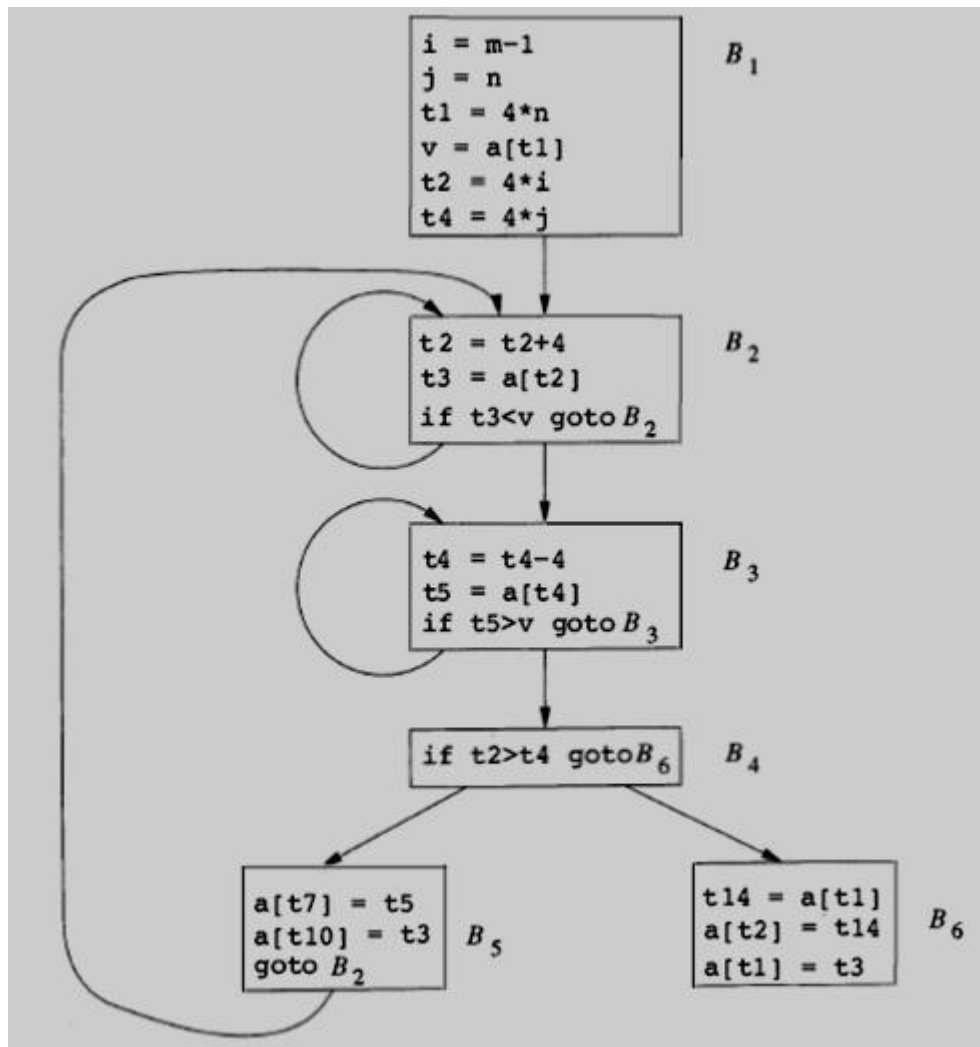 i = m-1
j = n
t1 = 4*n
v = a[t1]
t2 = 4*i
t4 = 4*j
B1
t2 = t2+4
t3 = a[t2]
if t3<v goto B2
B2
t4 = t4-4
t5 = a[t4]
if t5>v goto B3
B3
if t2>t4 goto B6
B4
a[t7] = t5
a[t10] = t3
goto B2
B5
t14 = a[t1]
a[t2] = t14
a[t1] = t3
B6